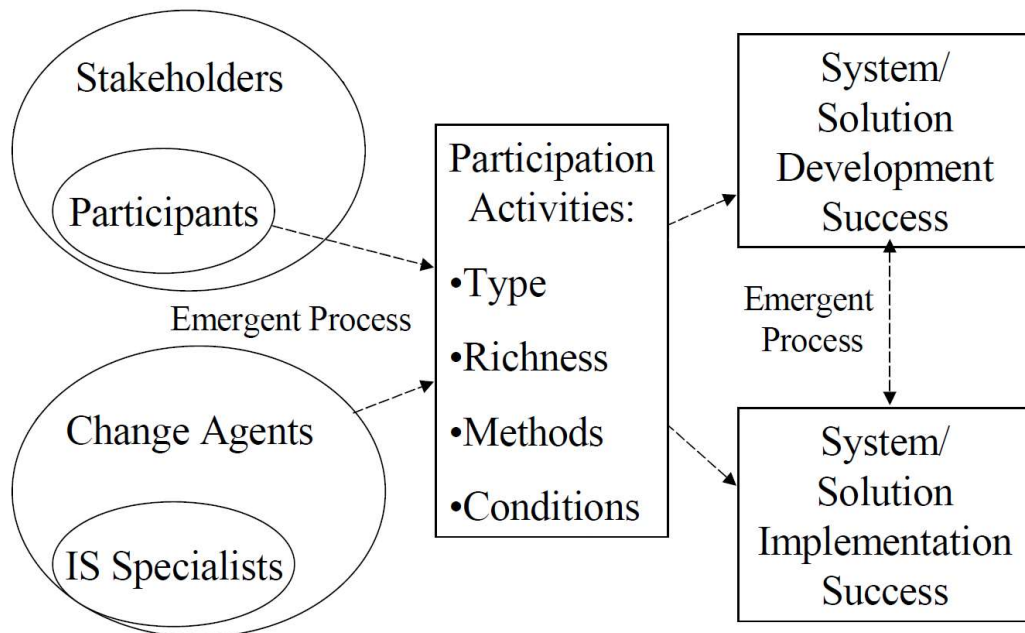 Stakeholders
Participants
Emergent Process
Change Agents
IS Specialists
Participation
Activities:
•Type
•Richness
•Methods
•Conditions
System/
Solution
Development
Success
Emergent
Process
System/
Solution
Implementation
Success